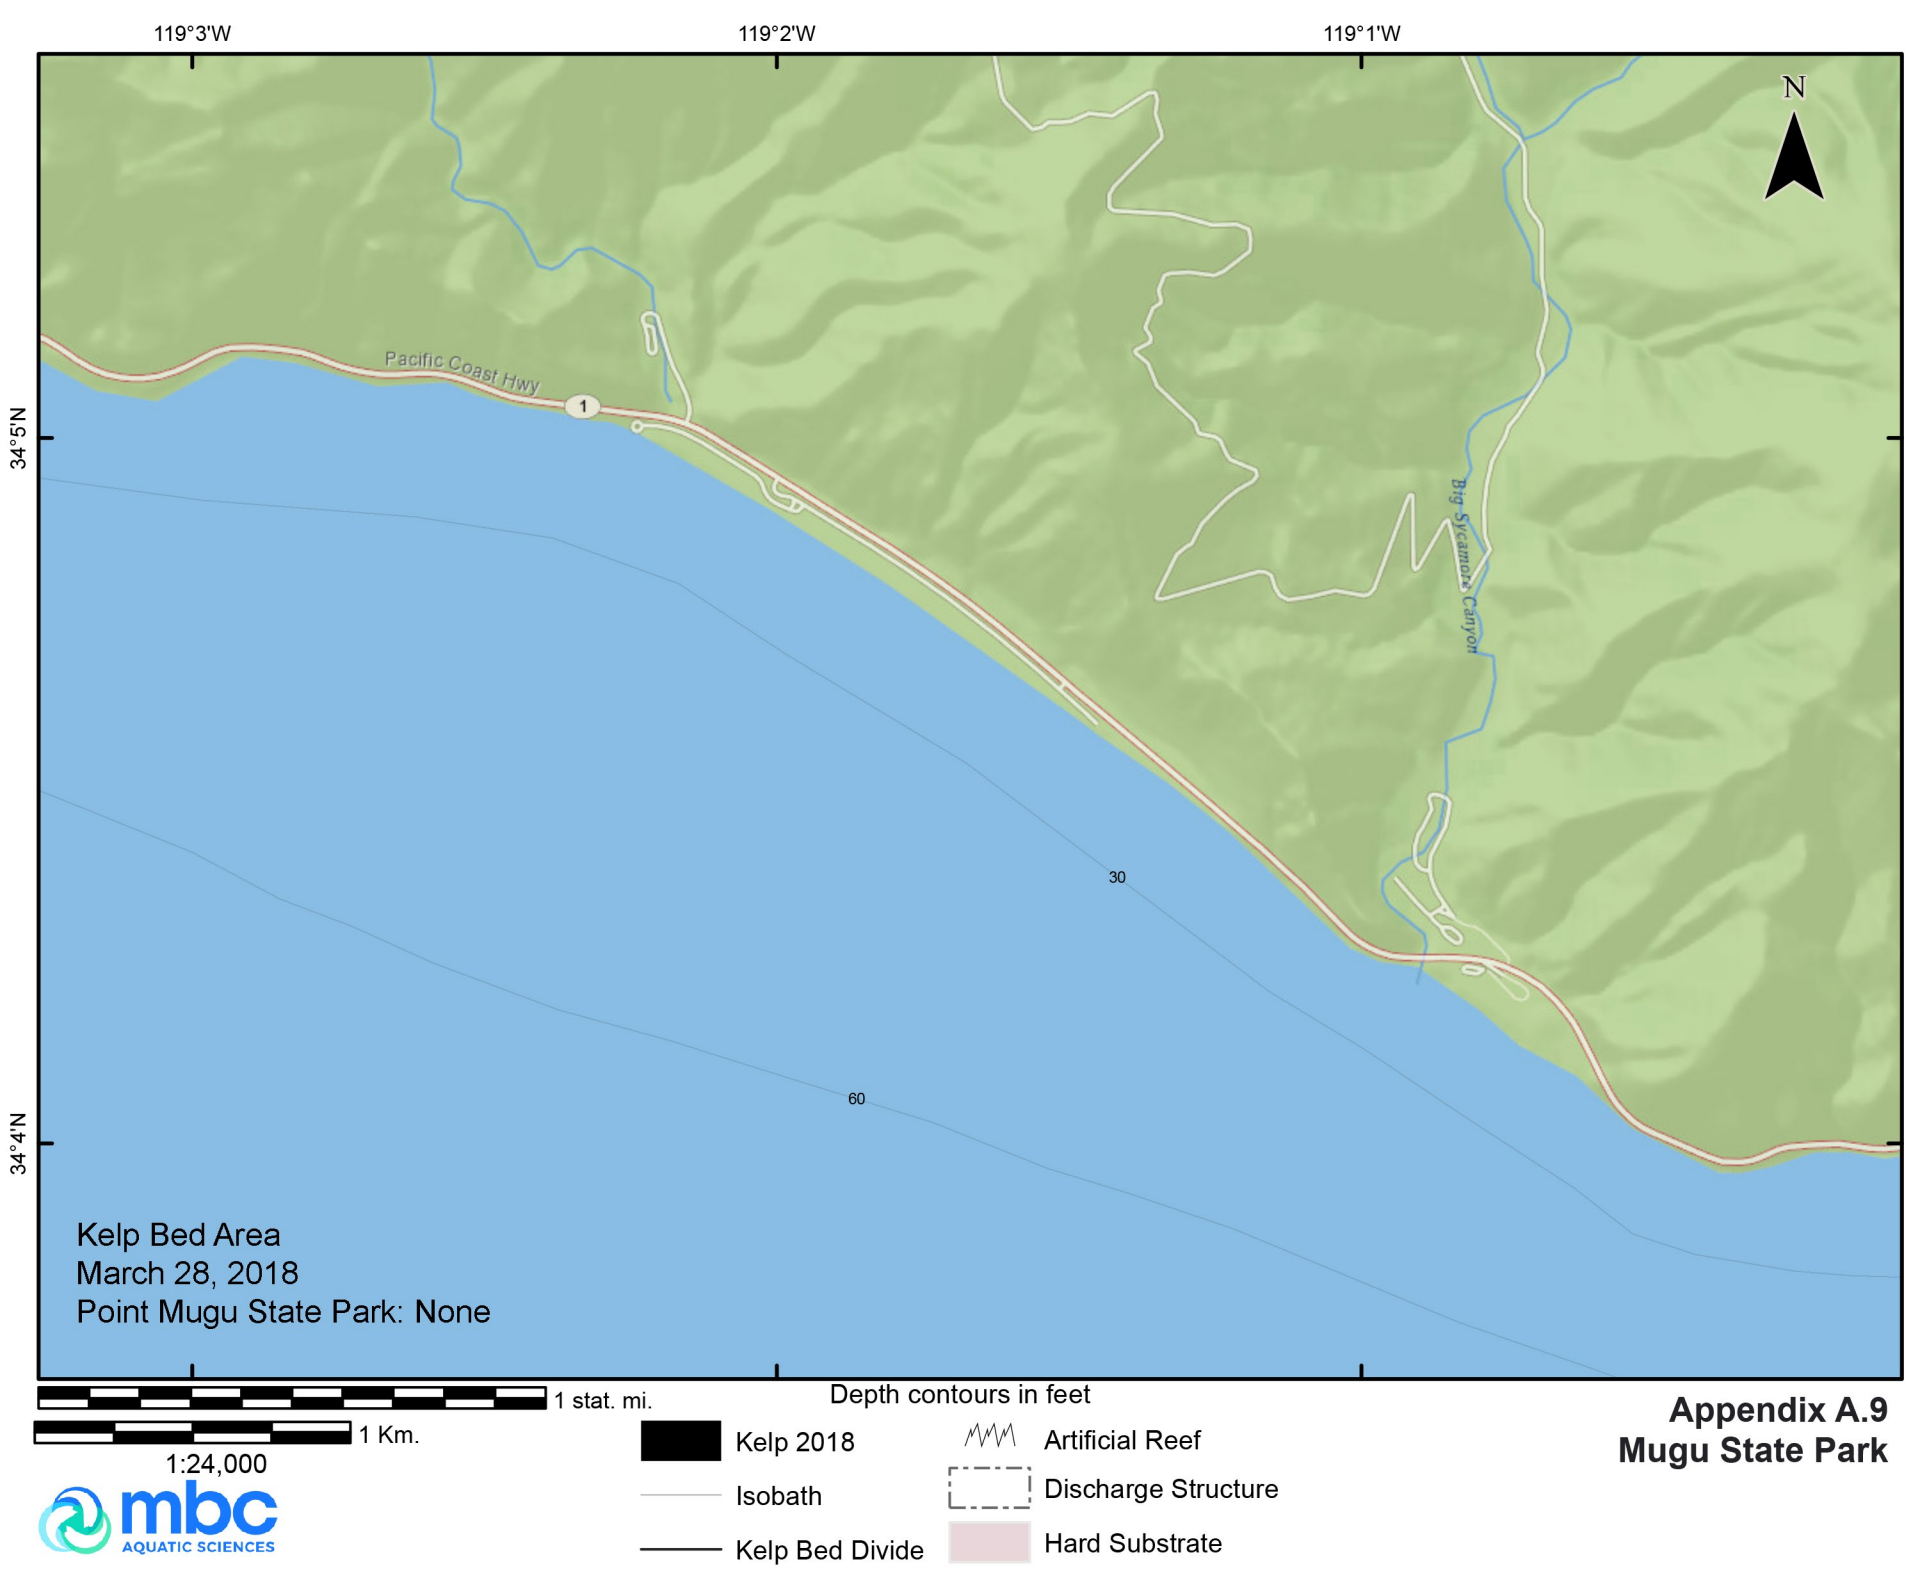 119°3'W
119°2'W
119°1'W
N
Pacific Coast Hwy
1
34°5'N
Big Sycamore Canyon
30
60
34°4'N
Kelp Bed Area
March 28, 2018
Point Mugu State Park: None
1 stat. mi.
1 Km.
1:24,000
mbc
AQUATIC SCIENCES
Depth contours in feet
Kelp 2018
Isobath
Kelp Bed Divide
Artificial Reef
Discharge Structure
Hard Substrate
Appendix A.9
Mugu State Park